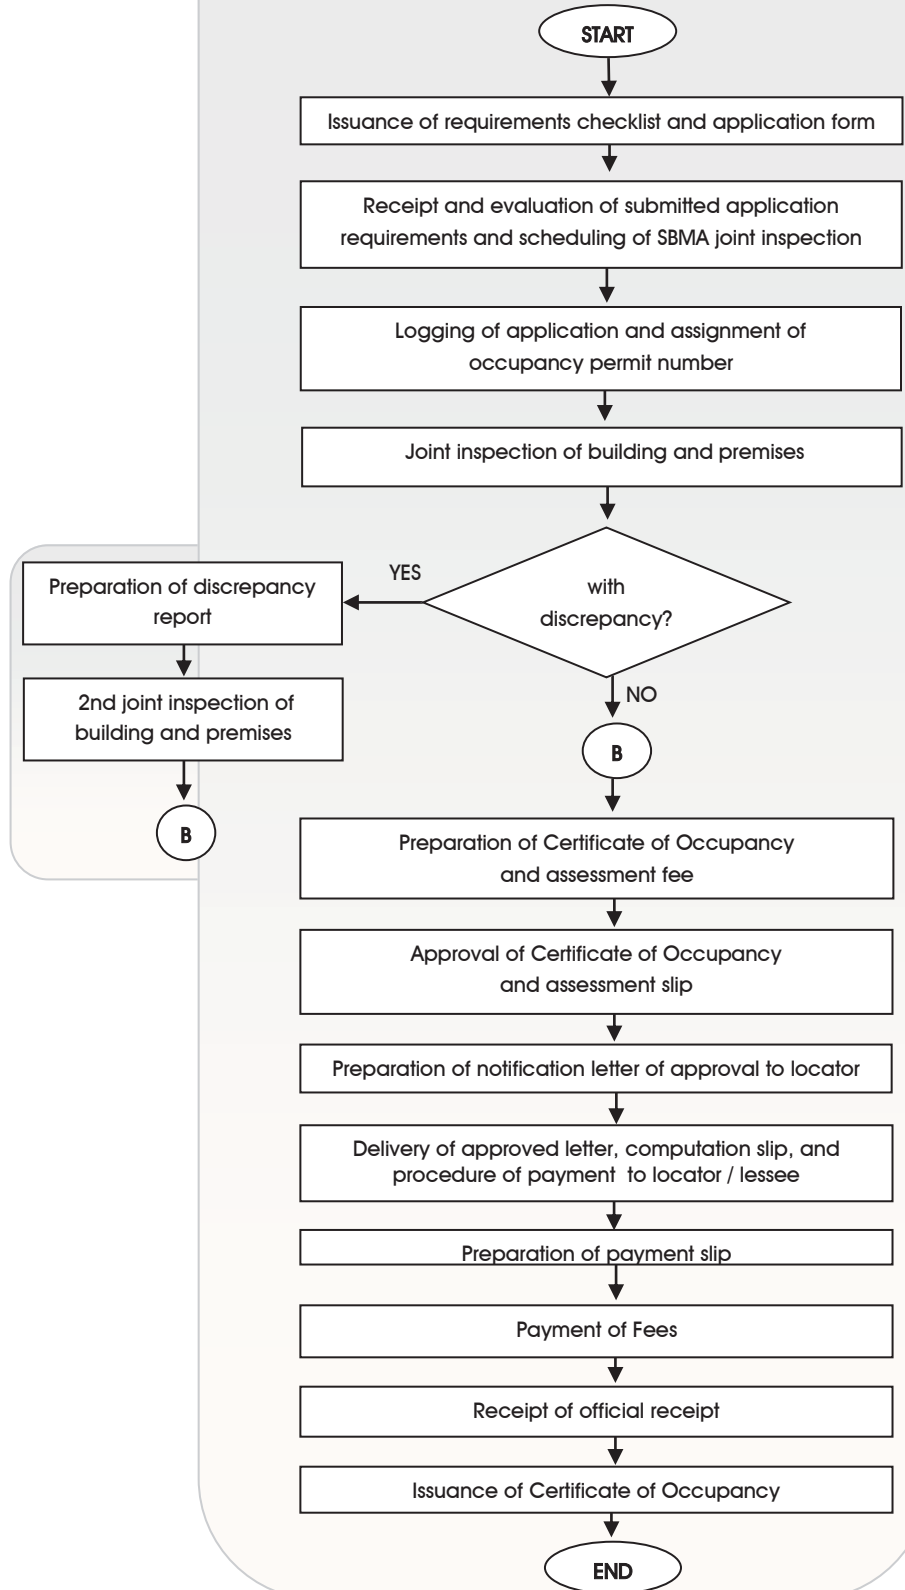 START
Issuance of requirements checklist and application form
Receipt and evaluation of submitted application
requirements and scheduling of SBMA joint inspection
Logging of application and assignment of
occupancy permit number
Joint inspection of building and premises
with
discrepancy?
YES
Preparation of discrepancy
report
2nd joint inspection of
building and premises
B
NO
B
Preparation of Certificate of Occupancy
and assessment fee
Approval of Certificate of Occupancy
and assessment slip
Preparation of notification letter of approval to locator
Delivery of approved letter, computation slip, and
procedure of payment to locator / lessee
Preparation of payment slip
Payment of Fees
Receipt of official receipt
Issuance of Certificate of Occupancy
END